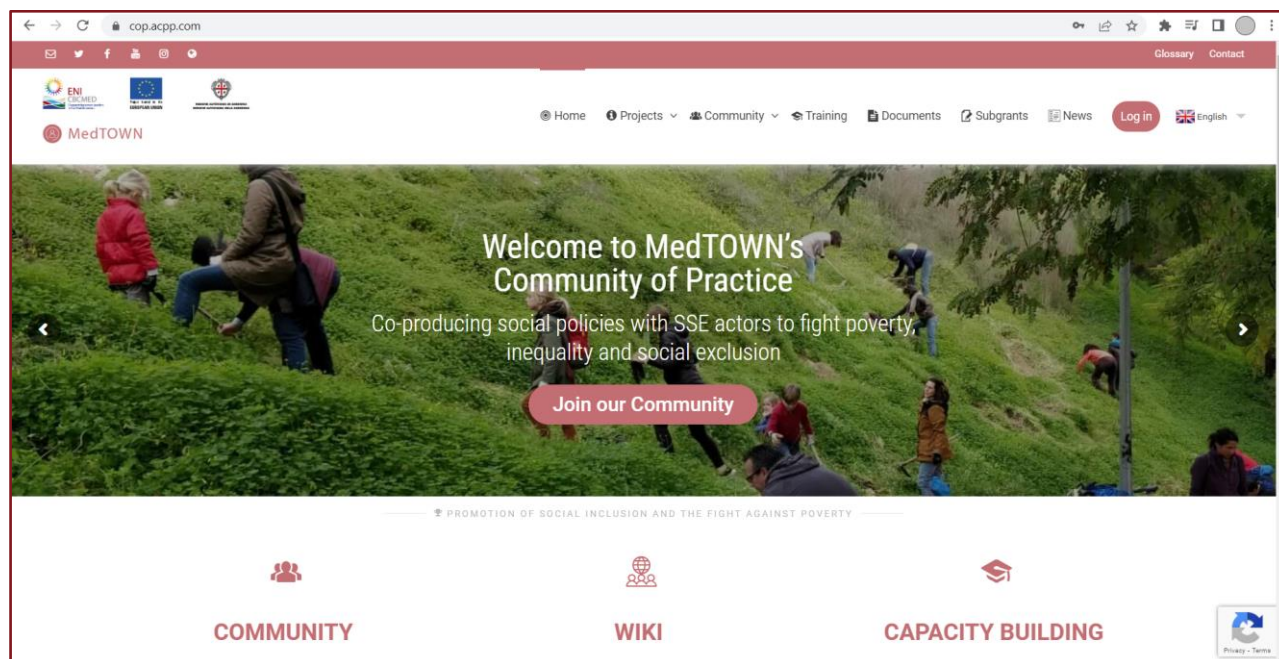 cop.acpp.com
Glossary Contact
ENI
CBCMED
EUROPEAN UNION
MedTOWN
Home Projects Community Training Documents Subgrants News Log in English
Welcome to MedTOWN's
Community of Practice
Co-producing social policies with SSE actors to fight poverty,
inequality and social exclusion
Join our Community
PROMOTION OF SOCIAL INCLUSION AND THE FIGHT AGAINST POVERTY
COMMUNITY WIKI CAPACITY BUILDING
Privacy - Terms